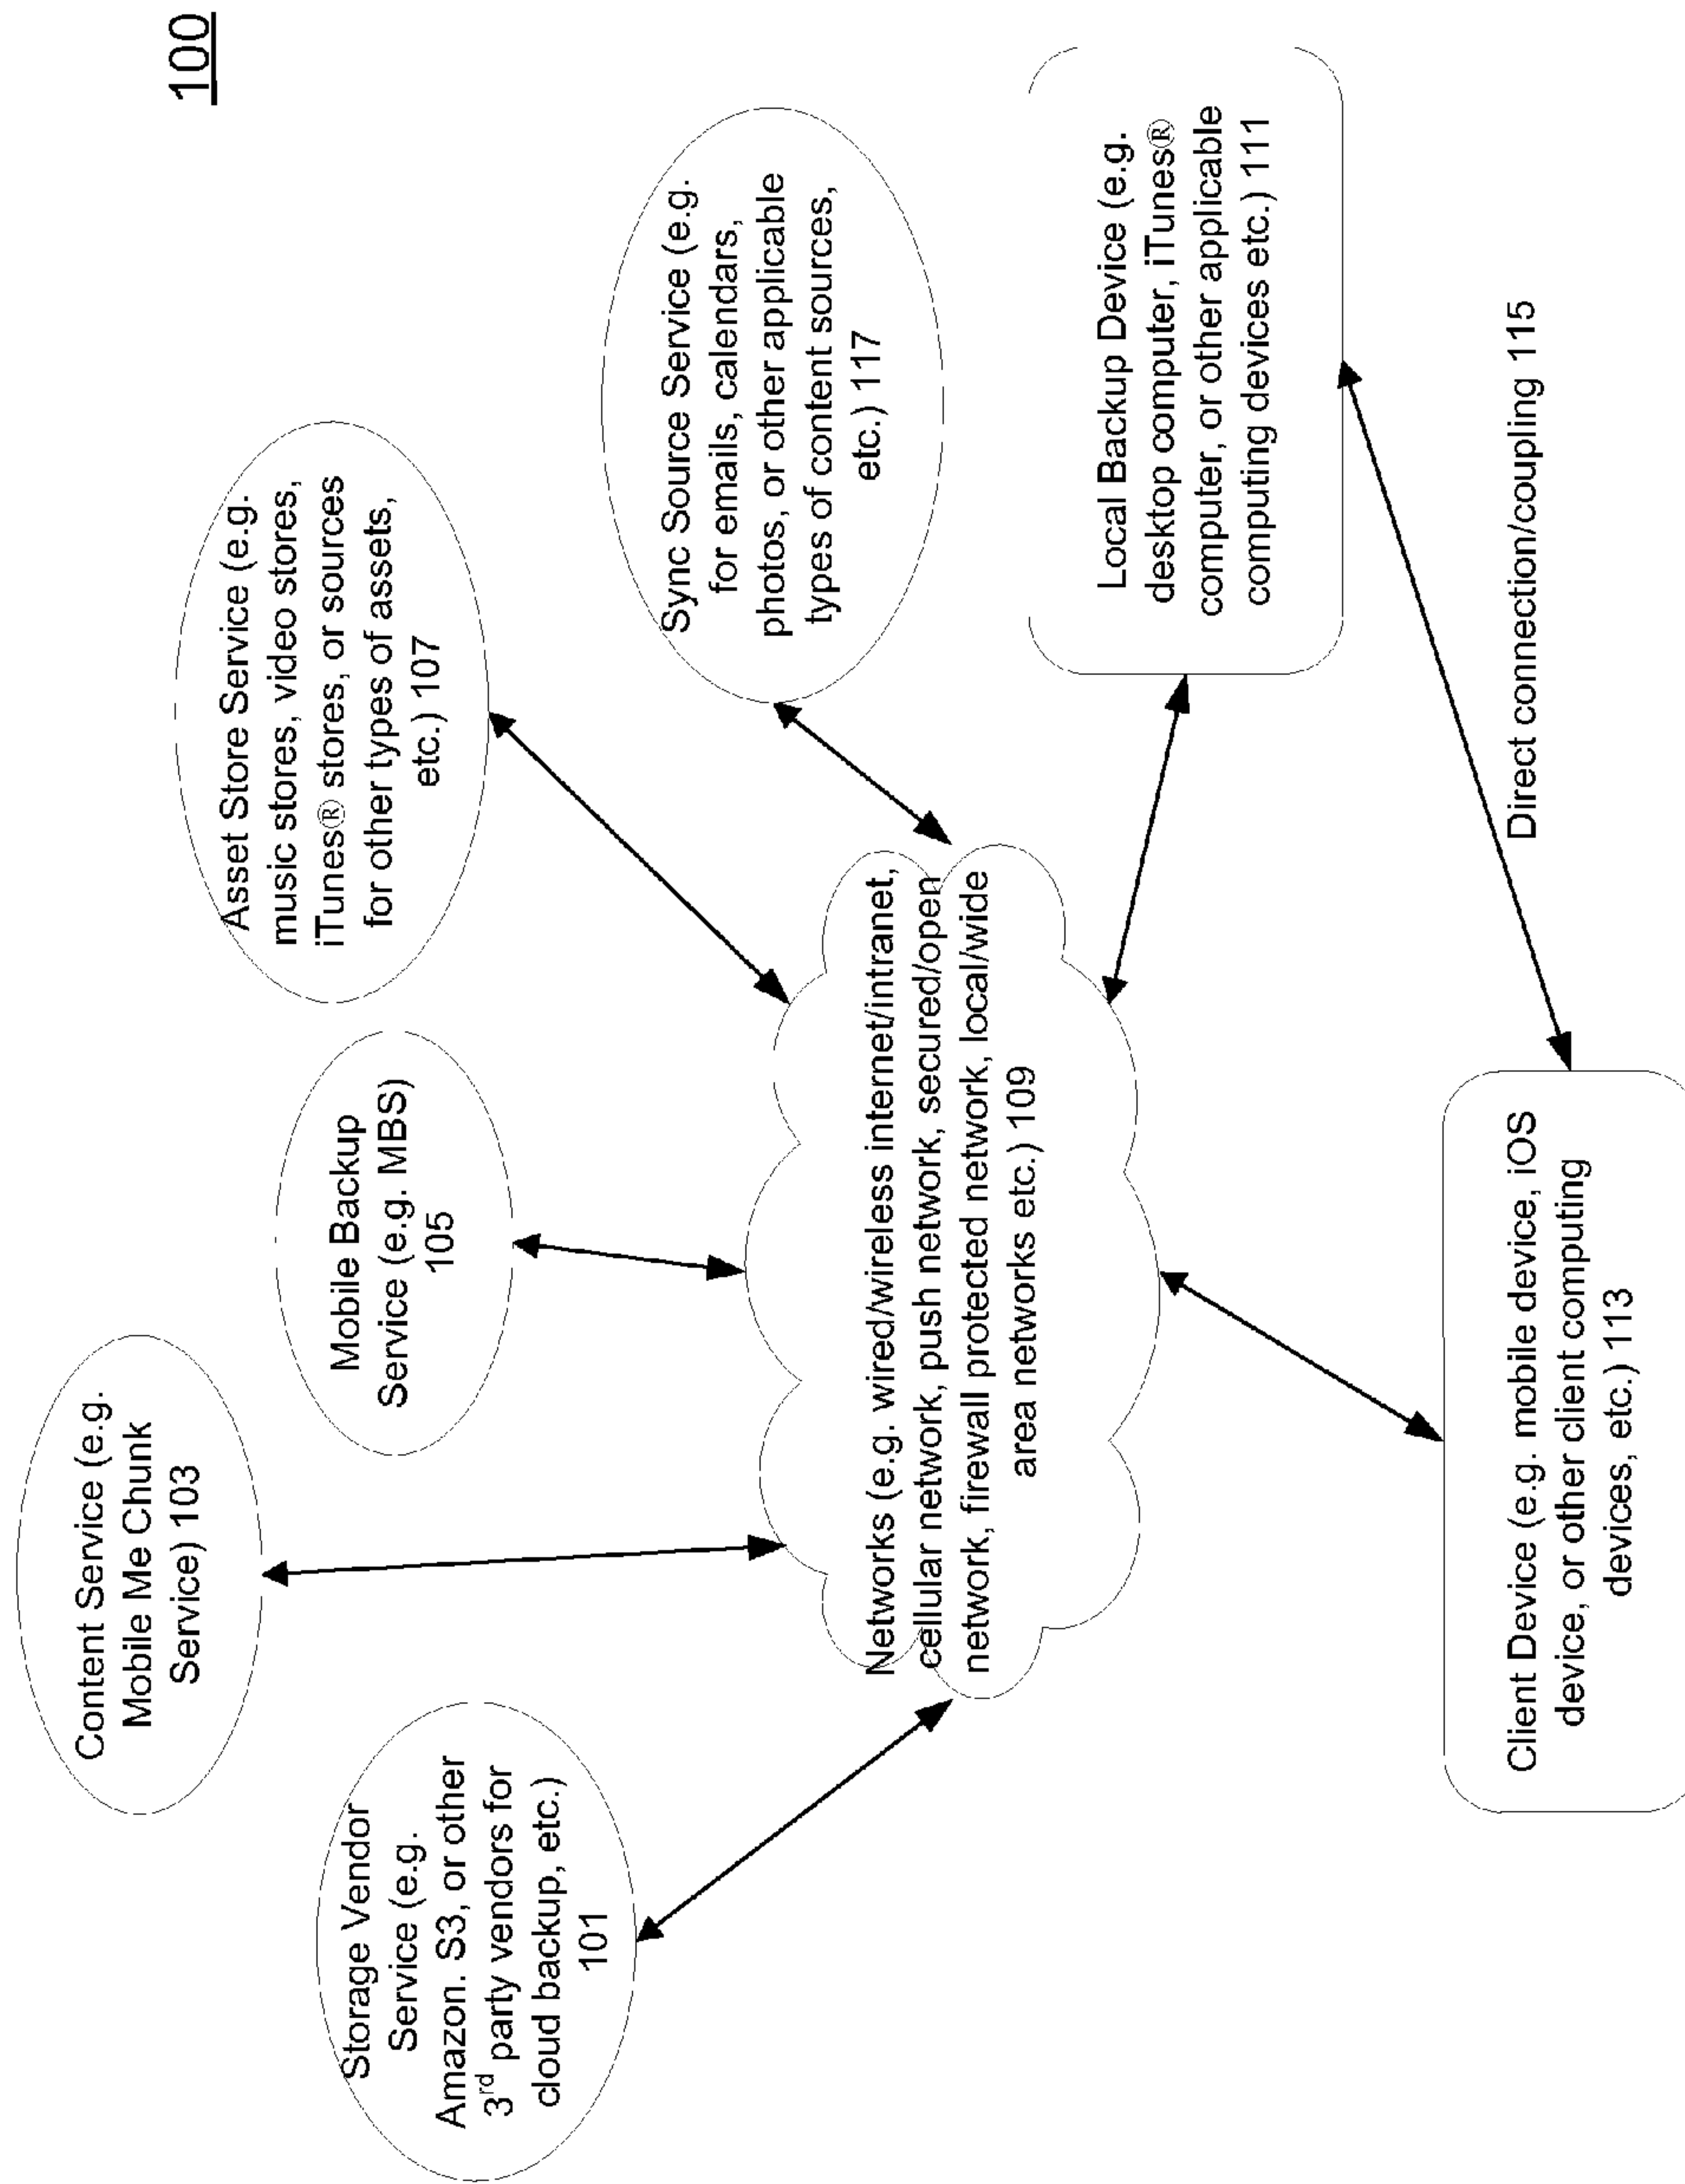 100
Content Service (e.g.
Mobile Me Chunk
Service) 103
Mobile Backup
Service (e.g. MBS)
105
Asset Store Service (e.g.
music stores, video stores,
iTunes® stores, or sources
for other types of assets,
etc.) 107
Storage Vendor
Service (e.g.
Amazon. S3, or other
3rd party vendors for
cloud backup, etc.)
101
Sync Source Service (e.g.
for emails, calendars,
photos, or other applicable
types of content sources,
etc.) 117
Networks (e.g. wired/wireless internet/intranet,
cellular network, push network, secured/open
network, firewall protected network, local/wide
area networks etc.) 109
Local Backup Device (e.g.
desktop computer, iTunes®
computer, or other applicable
computing devices etc.) 111
Direct connection/coupling 115
Client Device (e.g. mobile device, iOS
device, or other client computing
devices, etc.) 113